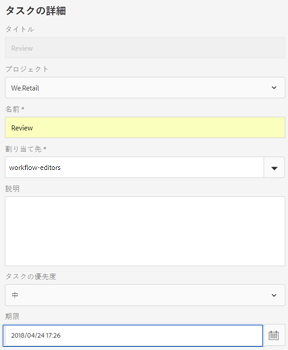 タスクの詳細
タイトル
Review
プロジェクト
We.Retail
名前 *
Review
割り当て先 *
workflow-editors
説明
タスクの優先度
中
期限
2018/04/24 17:26